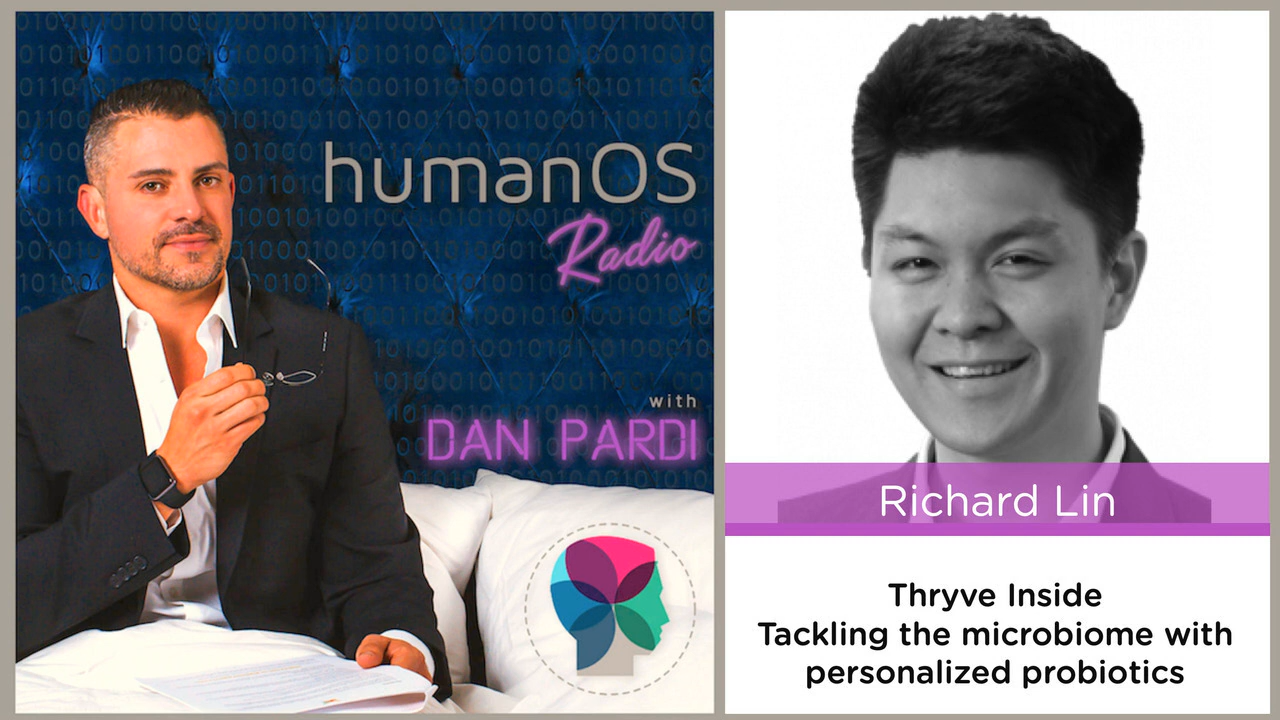 humanOS
Radio
with
DAN PARDI
Richard Lin
Thryve Inside
Tackling the microbiome with
personalized probiotics